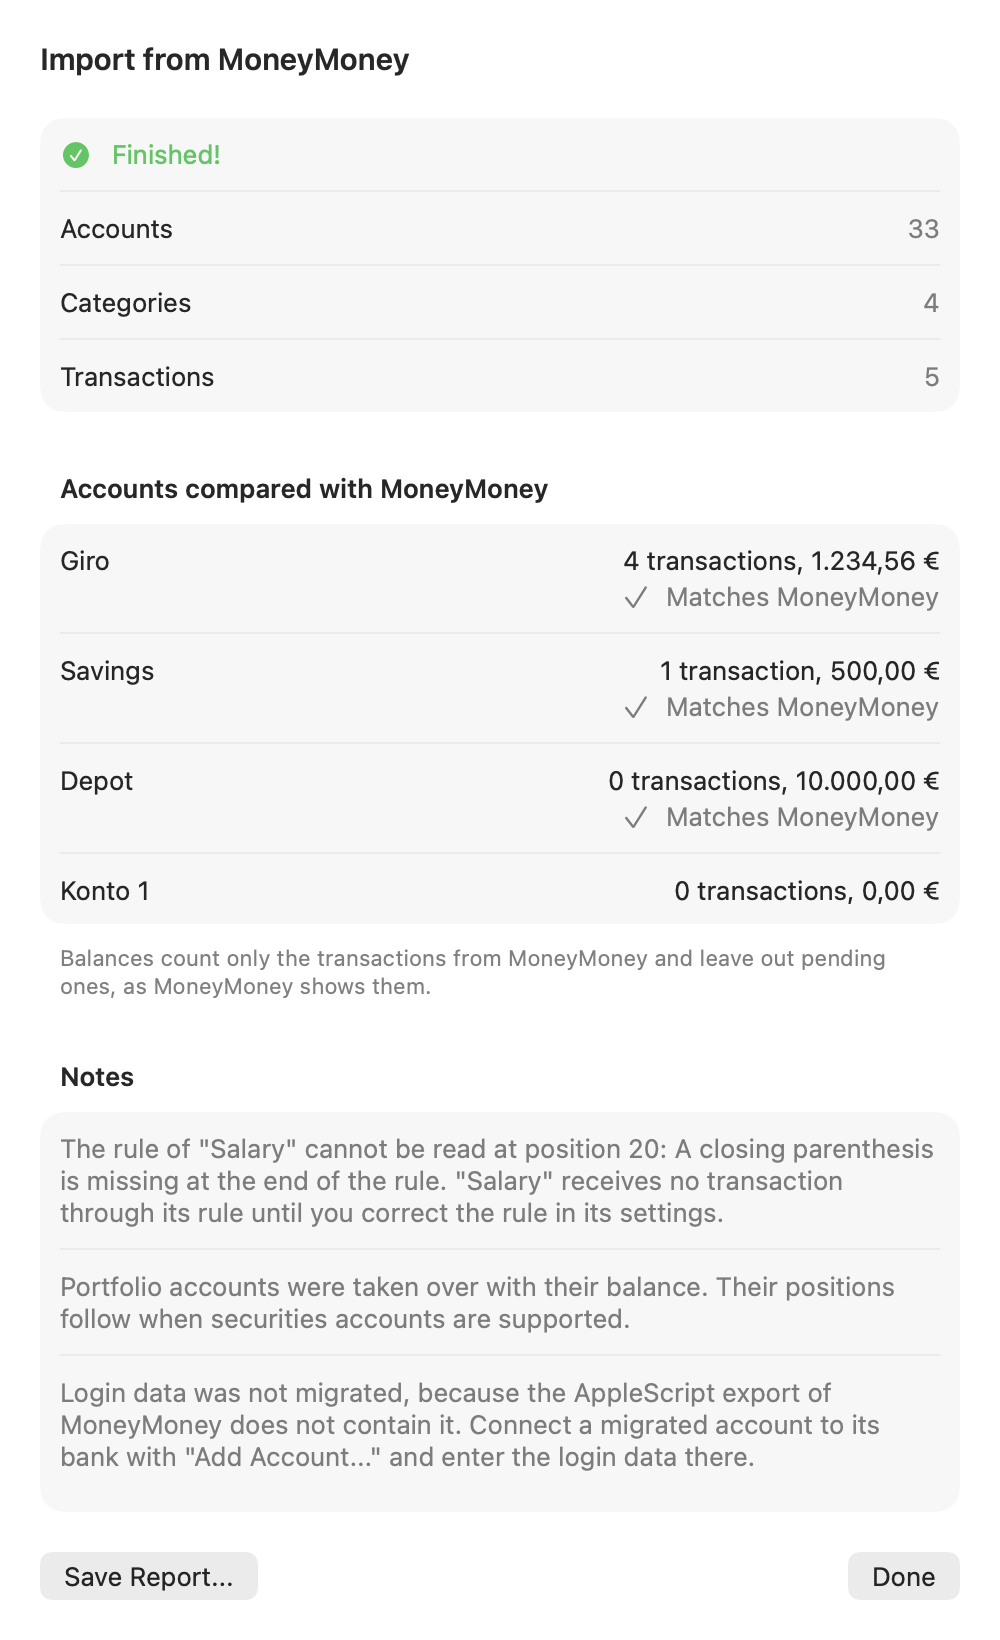 Import from MoneyMoney
Finished!
Accounts 33
Categories 4
Transactions 5
Accounts compared with MoneyMoney
Giro 4 transactions, 1.234,56 €
Matches MoneyMoney
Savings 1 transaction, 500,00 €
Matches MoneyMoney
Depot 0 transactions, 10.000,00 €
Matches MoneyMoney
Konto 1 0 transactions, 0,00 €
Balances count only the transactions from MoneyMoney and leave out pending
ones, as MoneyMoney shows them.
Notes
The rule of "Salary" cannot be read at position 20: A closing parenthesis
is missing at the end of the rule. "Salary" receives no transaction
through its rule until you correct the rule in its settings.
Portfolio accounts were taken over with their balance. Their positions
follow when securities accounts are supported.
Login data was not migrated, because the AppleScript export of
MoneyMoney does not contain it. Connect a migrated account to its
bank with "Add Account..." and enter the login data there.
Save Report...
Done